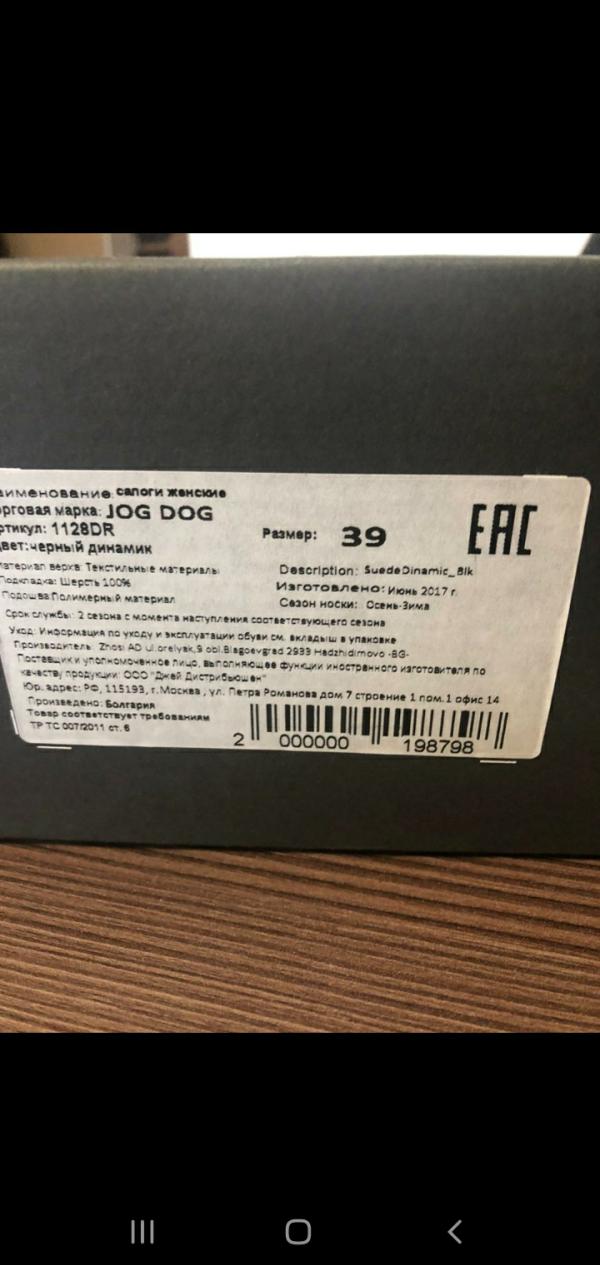 аименование: сапоги женские
орговая марка: JOG DOG
ртикул: 1128DR
вет:черный динамик
Размер: 39
EAC
Материал верха: Текстильные материалы
Подкладка: Шерсть 100%
Подошва:Полимерный материал
Description: SuedeDinamic_Blk
Изготовлено: Июнь 2017 г.
Сезон носки: Осень-Зима
Срок службы: 2 сезона с момента наступления соответствующего сезона
Уход: Информация по уходу и эксплуатации обуви см. вкладыш в упаковке
Производитель: Zhosi AD ul.orelyak,9 obl.Blagoevgrad 2933 Hadzhidimovo -BG-
Поставщик и уполномоченное лицо, выполняющее функции иностранного изготовителя по
качеству продукции: ООО "Джей Дистрибьюшен"
Юр. адрес: РФ, 115193, г.Москва, ул. Петра Романова дом 7 строение 1 пом.1 офис 14
Произведено: Болгария
Товар соответствует требованиям
ТР ТС 007/2011 ст. 6
2 000000 198798